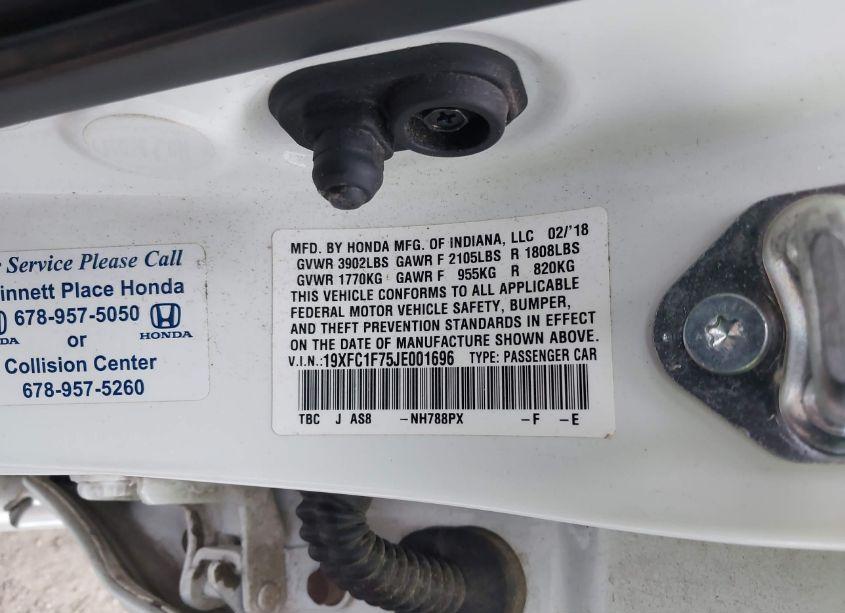 MFD. BY HONDA MFG. OF INDIANA, LLC 02/'18
GVWR 3902LBS GAWR F 2105LBS R 1808LBS
GVWR 1770KG GAWR F 955KG R 820KG
THIS VEHICLE CONFORMS TO ALL APPLICABLE
FEDERAL MOTOR VEHICLE SAFETY, BUMPER,
AND THEFT PREVENTION STANDARDS IN EFFECT
ON THE DATE OF MANUFACTURE SHOWN ABOVE.
V.I.N.: 19XFC1F75JE001696 TYPE: PASSENGER CAR
TBC J AS8 -NH788PX -F -E
Service Please Call
innett Place Honda
678-957-5050
DA HONDA
or
Collision Center
678-957-5260